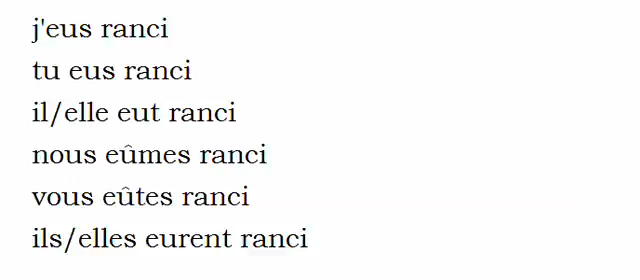 j'eus ranci
tu eus ranci
il/elle eut ranci
nous eûmes ranci
vous eûtes ranci
ils/elles eurent ranci